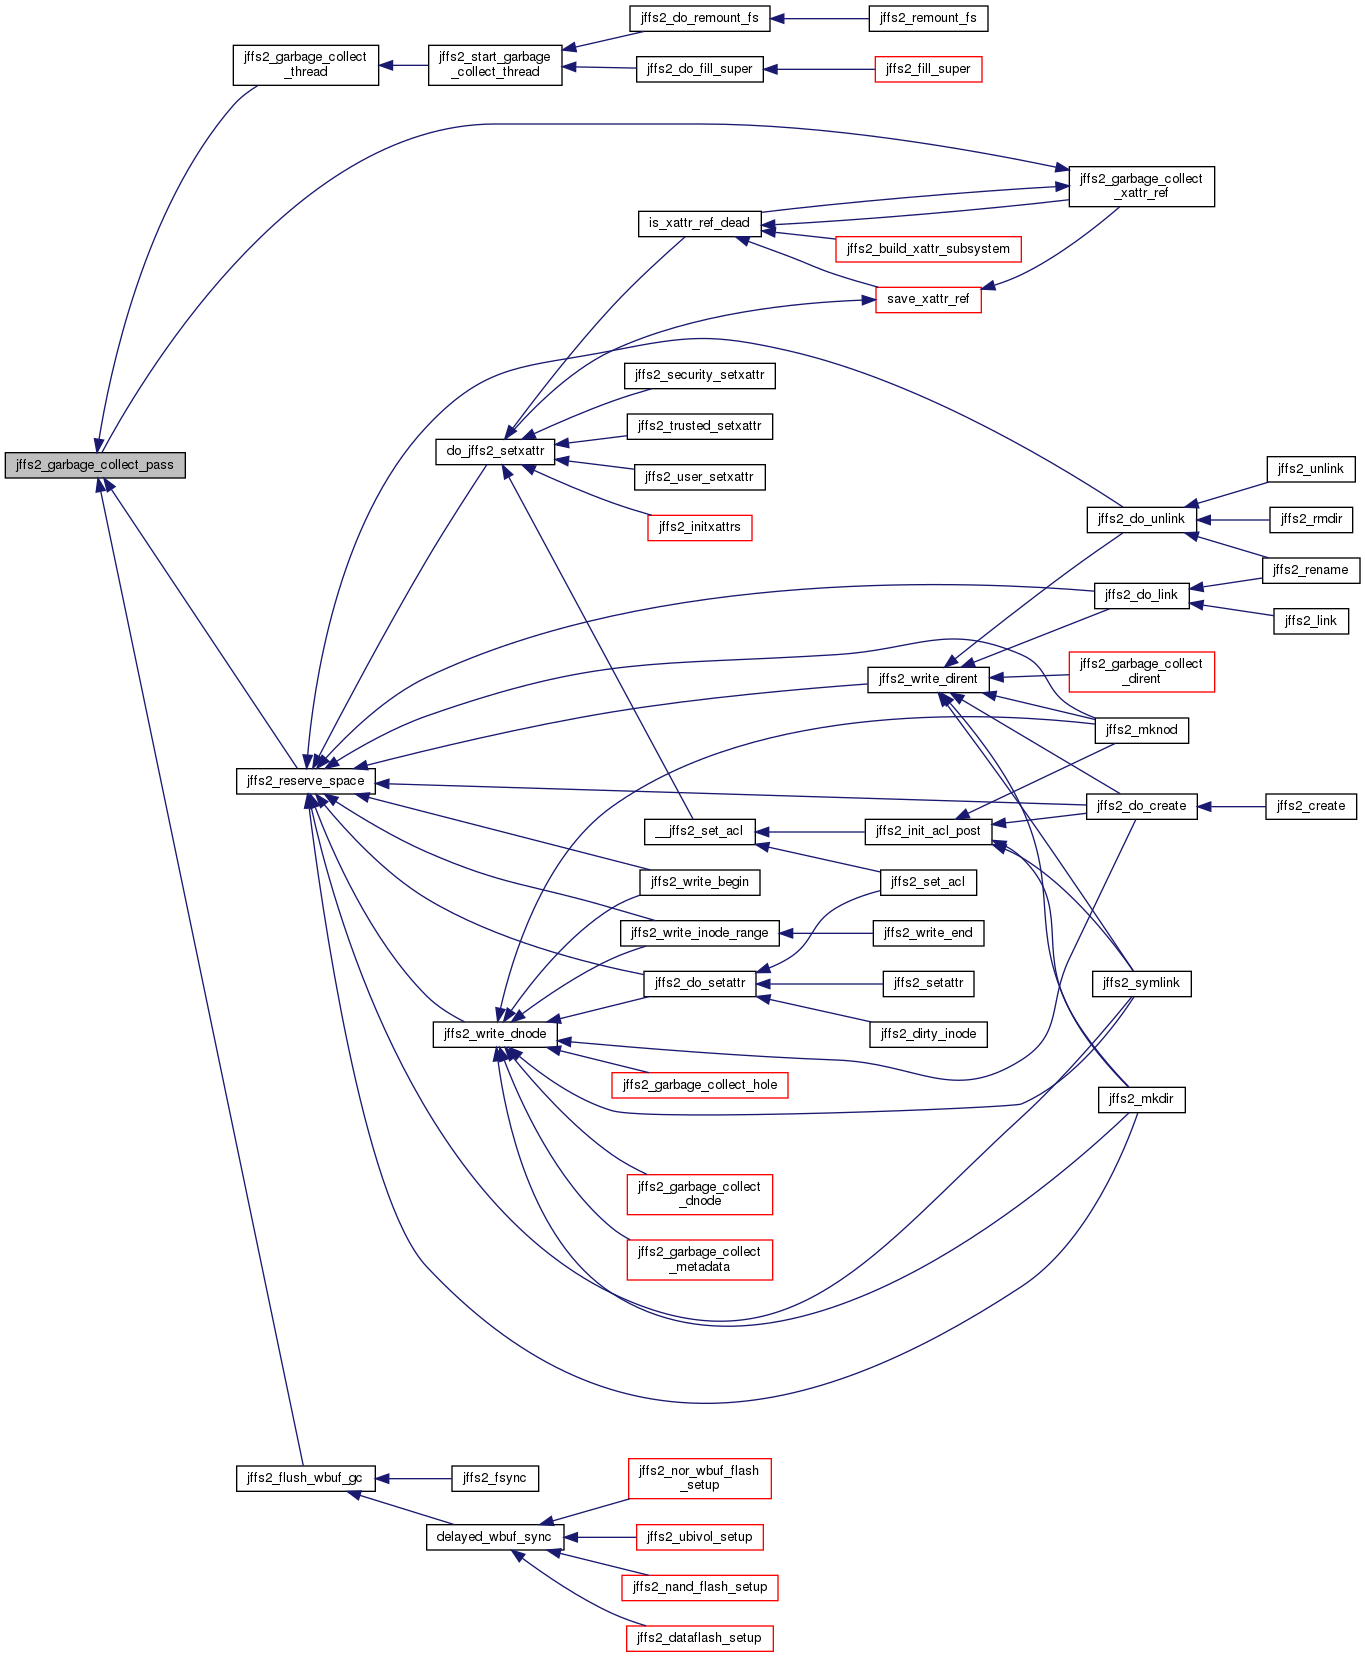 jffs2_do_remount_fs
jffs2_remount_fs
jffs2_garbage_collect
_thread
jffs2_start_garbage
_collect_thread
jffs2_do_fill_super
jffs2_fill_super
jffs2_garbage_collect
_xattr_ref
is_xattr_ref_dead
jffs2_build_xattr_subsystem
save_xattr_ref
jffs2_security_setxattr
jffs2_trusted_setxattr
do_jffs2_setxattr
jffs2_garbage_collect_pass
jffs2_user_setxattr
jffs2_unlink
jffs2_initxattrs
jffs2_do_unlink
jffs2_rmdir
jffs2_rename
jffs2_do_link
jffs2_link
jffs2_write_dirent
jffs2_garbage_collect
_dirent
jffs2_mknod
jffs2_reserve_space
jffs2_do_create
jffs2_create
__jffs2_set_acl
jffs2_init_acl_post
jffs2_write_begin
jffs2_set_acl
jffs2_write_inode_range
jffs2_write_end
jffs2_do_setattr
jffs2_setattr
jffs2_symlink
jffs2_write_dnode
jffs2_dirty_inode
jffs2_garbage_collect_hole
jffs2_mkdir
jffs2_garbage_collect
_dnode
jffs2_garbage_collect
_metadata
jffs2_flush_wbuf_gc
jffs2_fsync
jffs2_nor_wbuf_flash
_setup
delayed_wbuf_sync
jffs2_ubivol_setup
jffs2_nand_flash_setup
jffs2_dataflash_setup